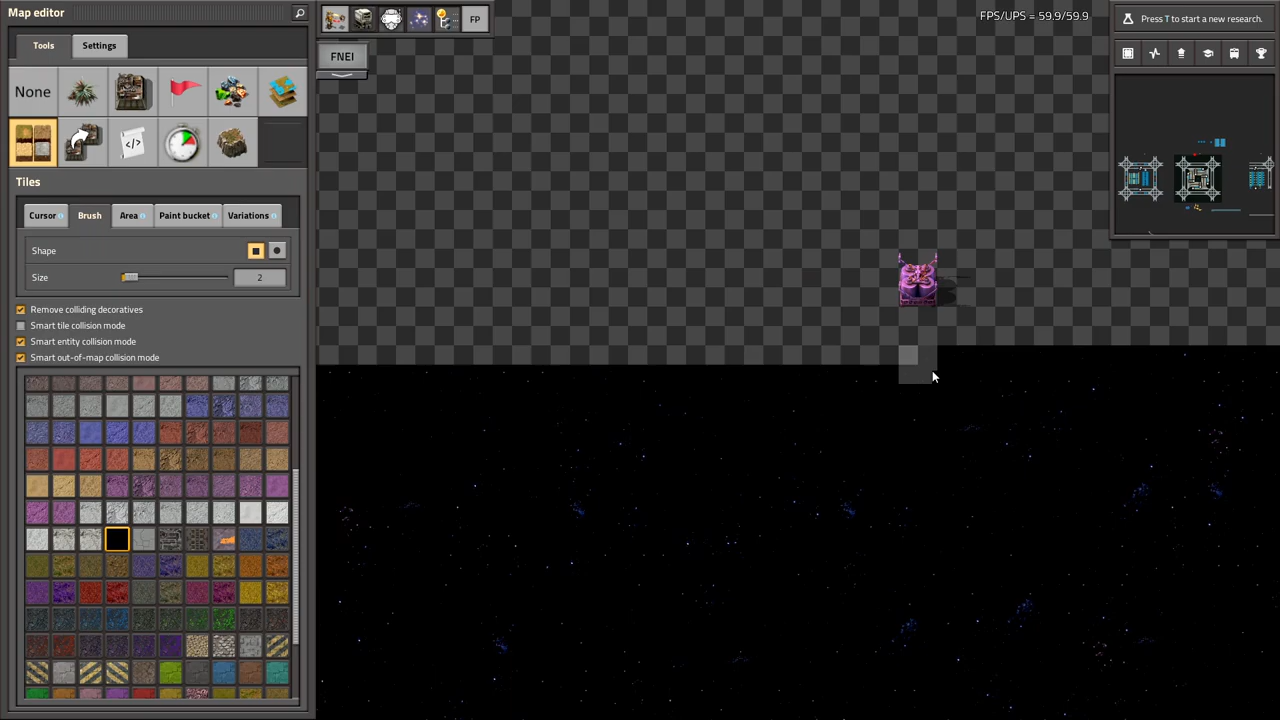 Map editor
FP
FPS/UPS = 59.9/59.9
Press T to start a new research.
Tools
Settings
FNEI
None
</>
Tiles
Cursor
Brush
Area
Paint bucket
Variations
Shape
Size
2
Remove colliding decoratives
Smart tile collision mode
Smart entity collision mode
Smart out-of-map collision mode